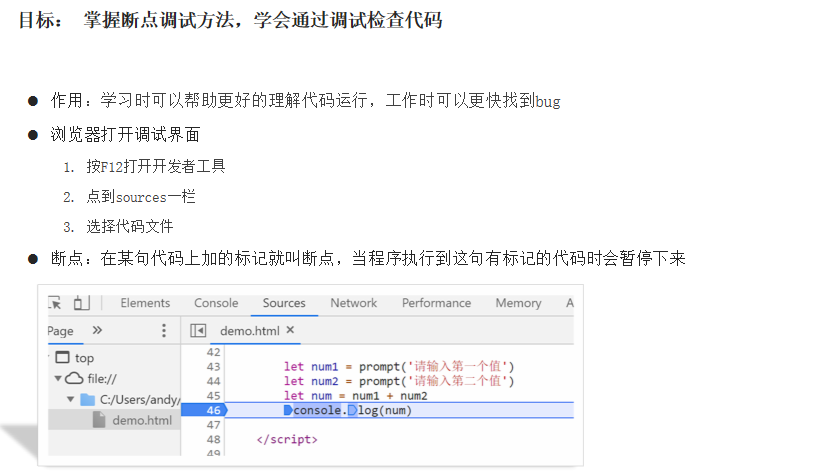 目标： 掌握断点调试方法，学会通过调试检查代码
● 作用：学习时可以帮助更好的理解代码运行，工作时可以更快找到bug
● 浏览器打开调试界面
1. 按F12打开开发者工具
2. 点到sources一栏
3. 选择代码文件
● 断点：在某句代码上加的标记就叫断点，当程序执行到这句有标记的代码时会暂停下来
Elements Console Sources Network Performance Memory A
Page » demo.html ×
top
file://
C:/Users/andy/
demo.html
42
43 let num1 = prompt('请输入第一个值')
44 let num2 = prompt('请输入第二个值')
45 let num = num1 + num2
46 console.log(num)
47
48 </script>
49